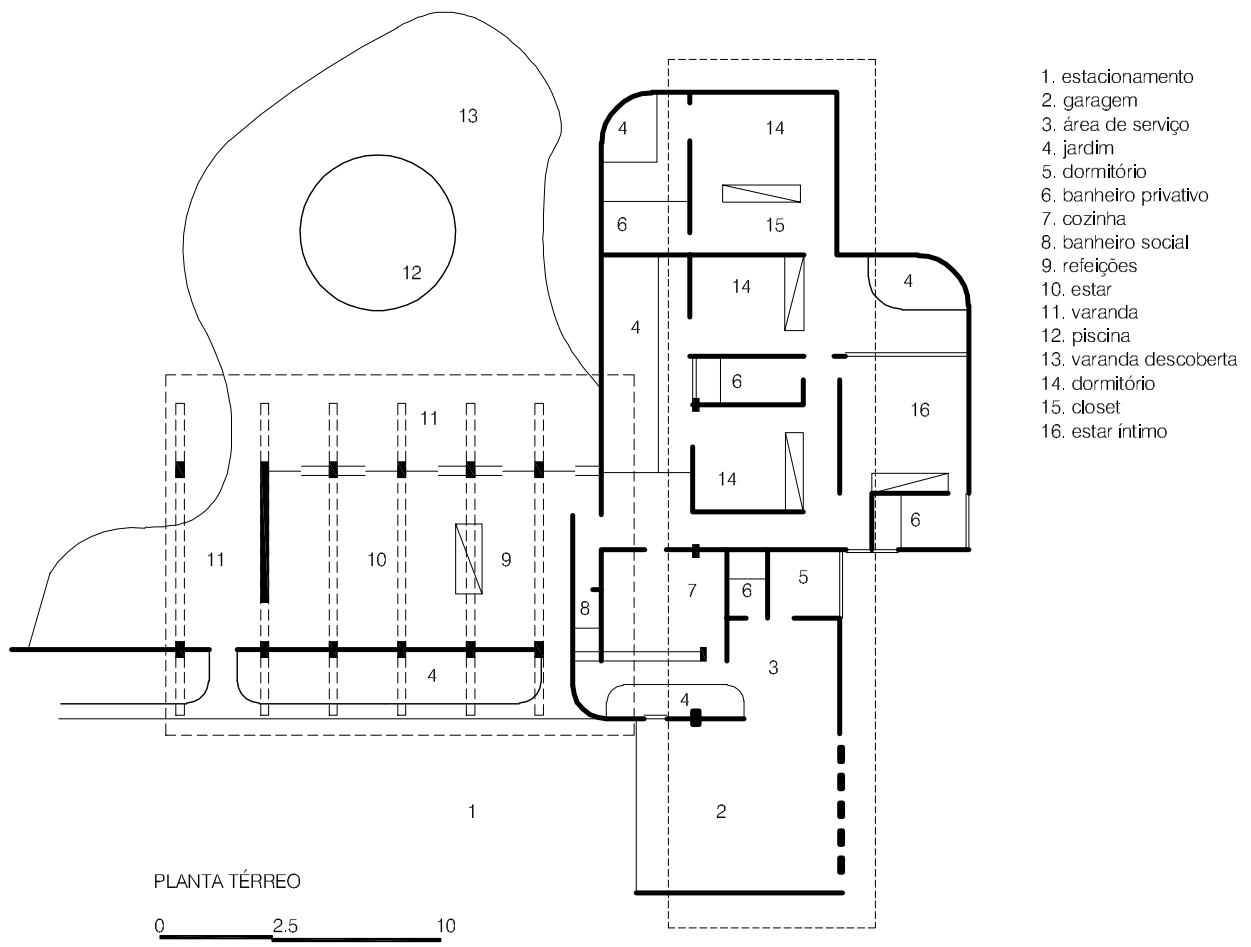 1. estacionamento
2. garagem
3. área de serviço
4. jardim
5. dormitório
6. banheiro privativo
7. cozinha
8. banheiro social
9. refeições
10. estar
11. varanda
12. piscina
13. varanda descoberta
14. dormitório
15. closet
16. estar íntimo
13
4
14
6
15
12
14
4
4
6
11
16
14
6
11
10
9
7
6
5
8
3
4
4
1
2
PLANTA TÉRREO
0 2.5 10